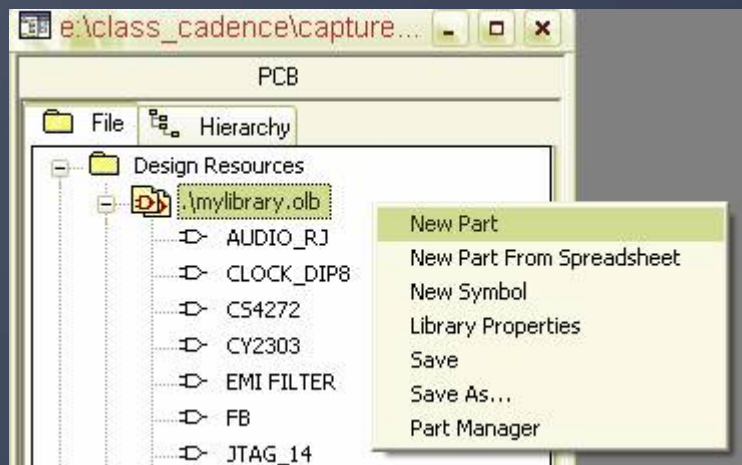 e:\class_cadence\capture...
PCB
File
Hierarchy
Design Resources
.\mylibrary.olb
AUDIO_RJ
CLOCK_DIP8
CS4272
CY2303
EMI FILTER
FB
JTAG_14
New Part
New Part From Spreadsheet
New Symbol
Library Properties
Save
Save As...
Part Manager